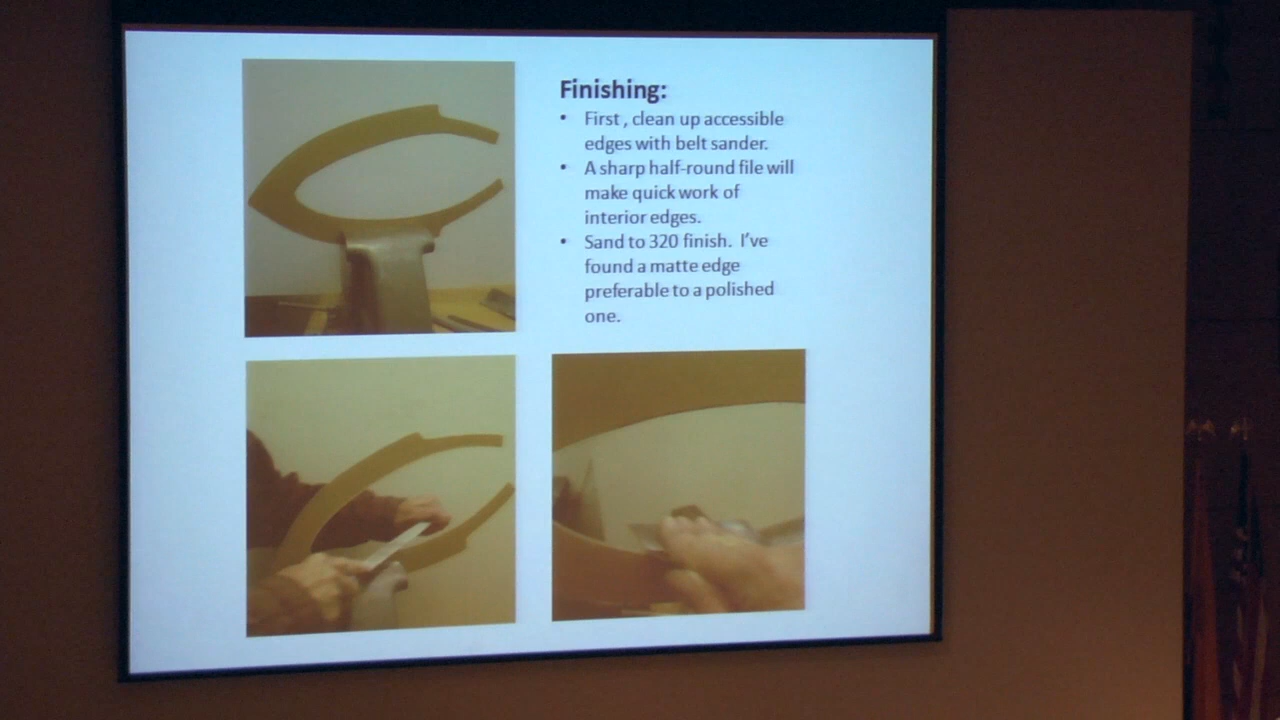 Finishing:
• First , clean up accessible
edges with belt sander.
• A sharp half-round file will
make quick work of
interior edges.
• Sand to 320 finish. I've
found a matte edge
preferable to a polished
one.